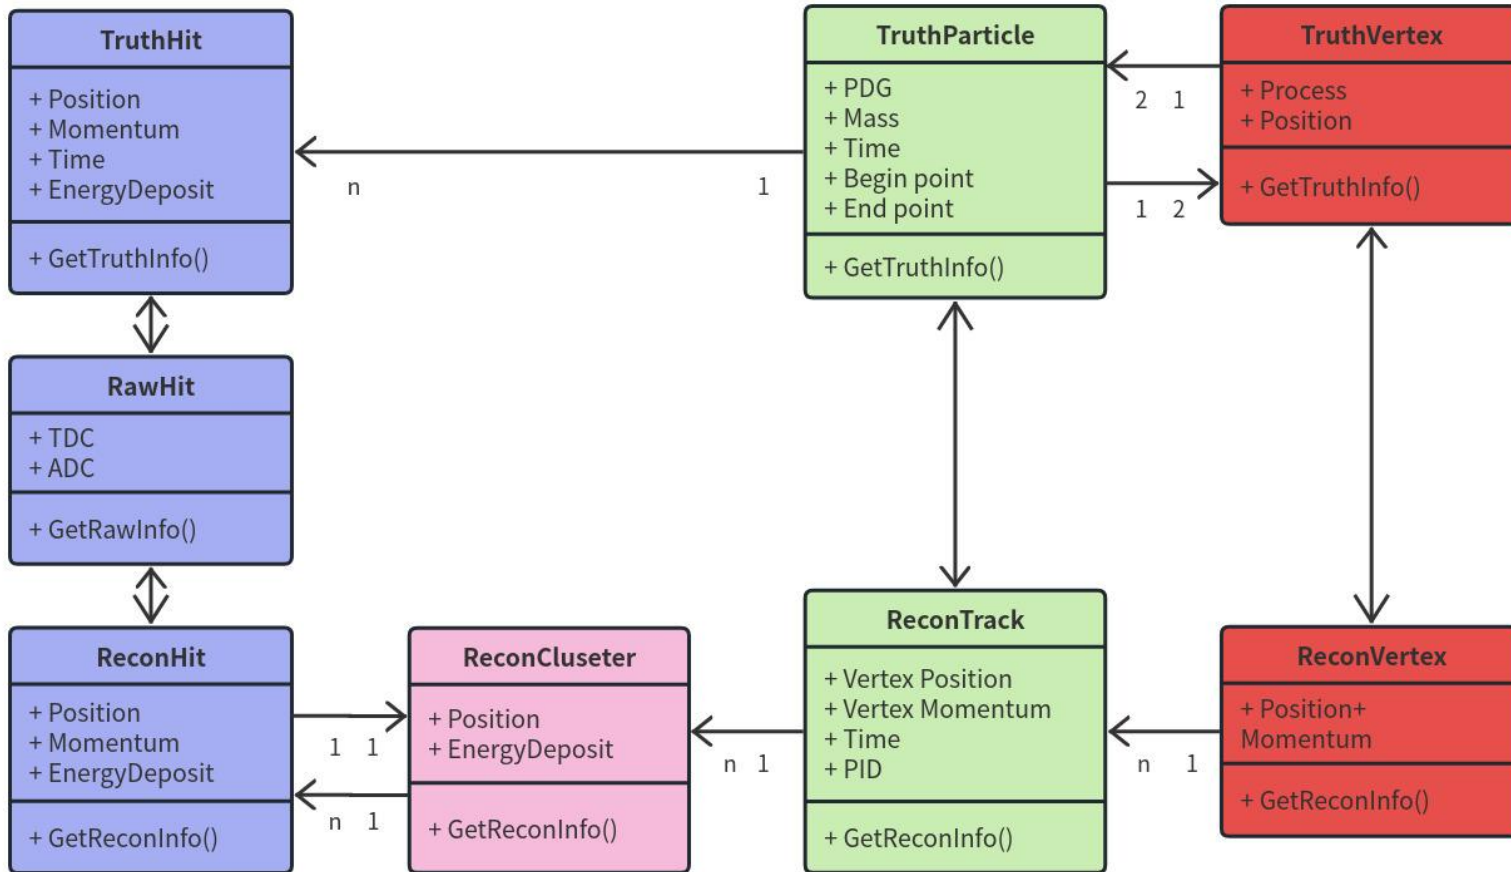 TruthHit
+ Position
+ Momentum
+ Time
+ EnergyDeposit
+ GetTruthInfo()
n
1
TruthParticle
+ PDG
+ Mass
+ Time
+ Begin point
+ End point
+ GetTruthInfo()
2 1
1 2
TruthVertex
+ Process
+ Position
+ GetTruthInfo()
RawHit
+ TDC
+ ADC
+ GetRawInfo()
ReconHit
+ Position
+ Momentum
+ EnergyDeposit
+ GetReconInfo()
1 1
n 1
ReconCluseter
+ Position
+ EnergyDeposit
+ GetReconInfo()
n 1
ReconTrack
+ Vertex Position
+ Vertex Momentum
+ Time
+ PID
+ GetReconInfo()
n 1
ReconVertex
+ Position+
Momentum
+ GetReconInfo()